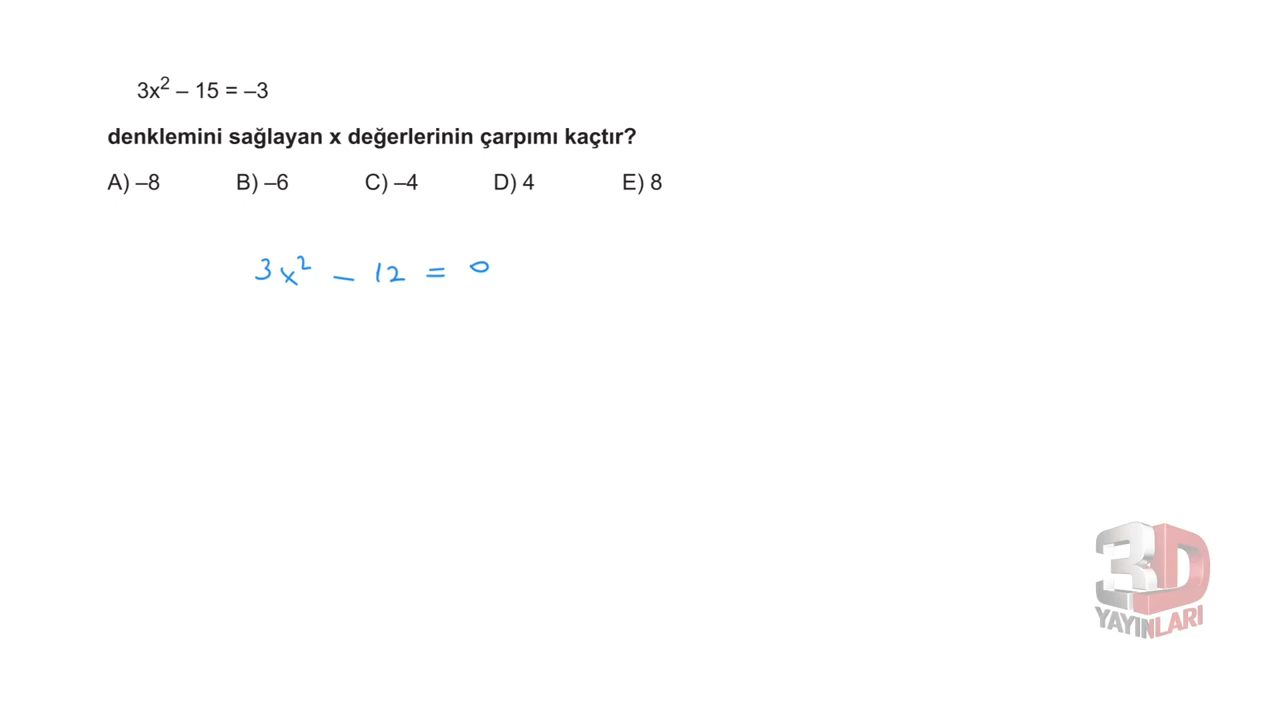 3x² – 15 = –3
denklemini sağlayan x değerlerinin çarpımı kaçtır?
A) –8 B) –6 C) –4 D) 4 E) 8
3x² – 12 = 0
3D
YAYINLARI